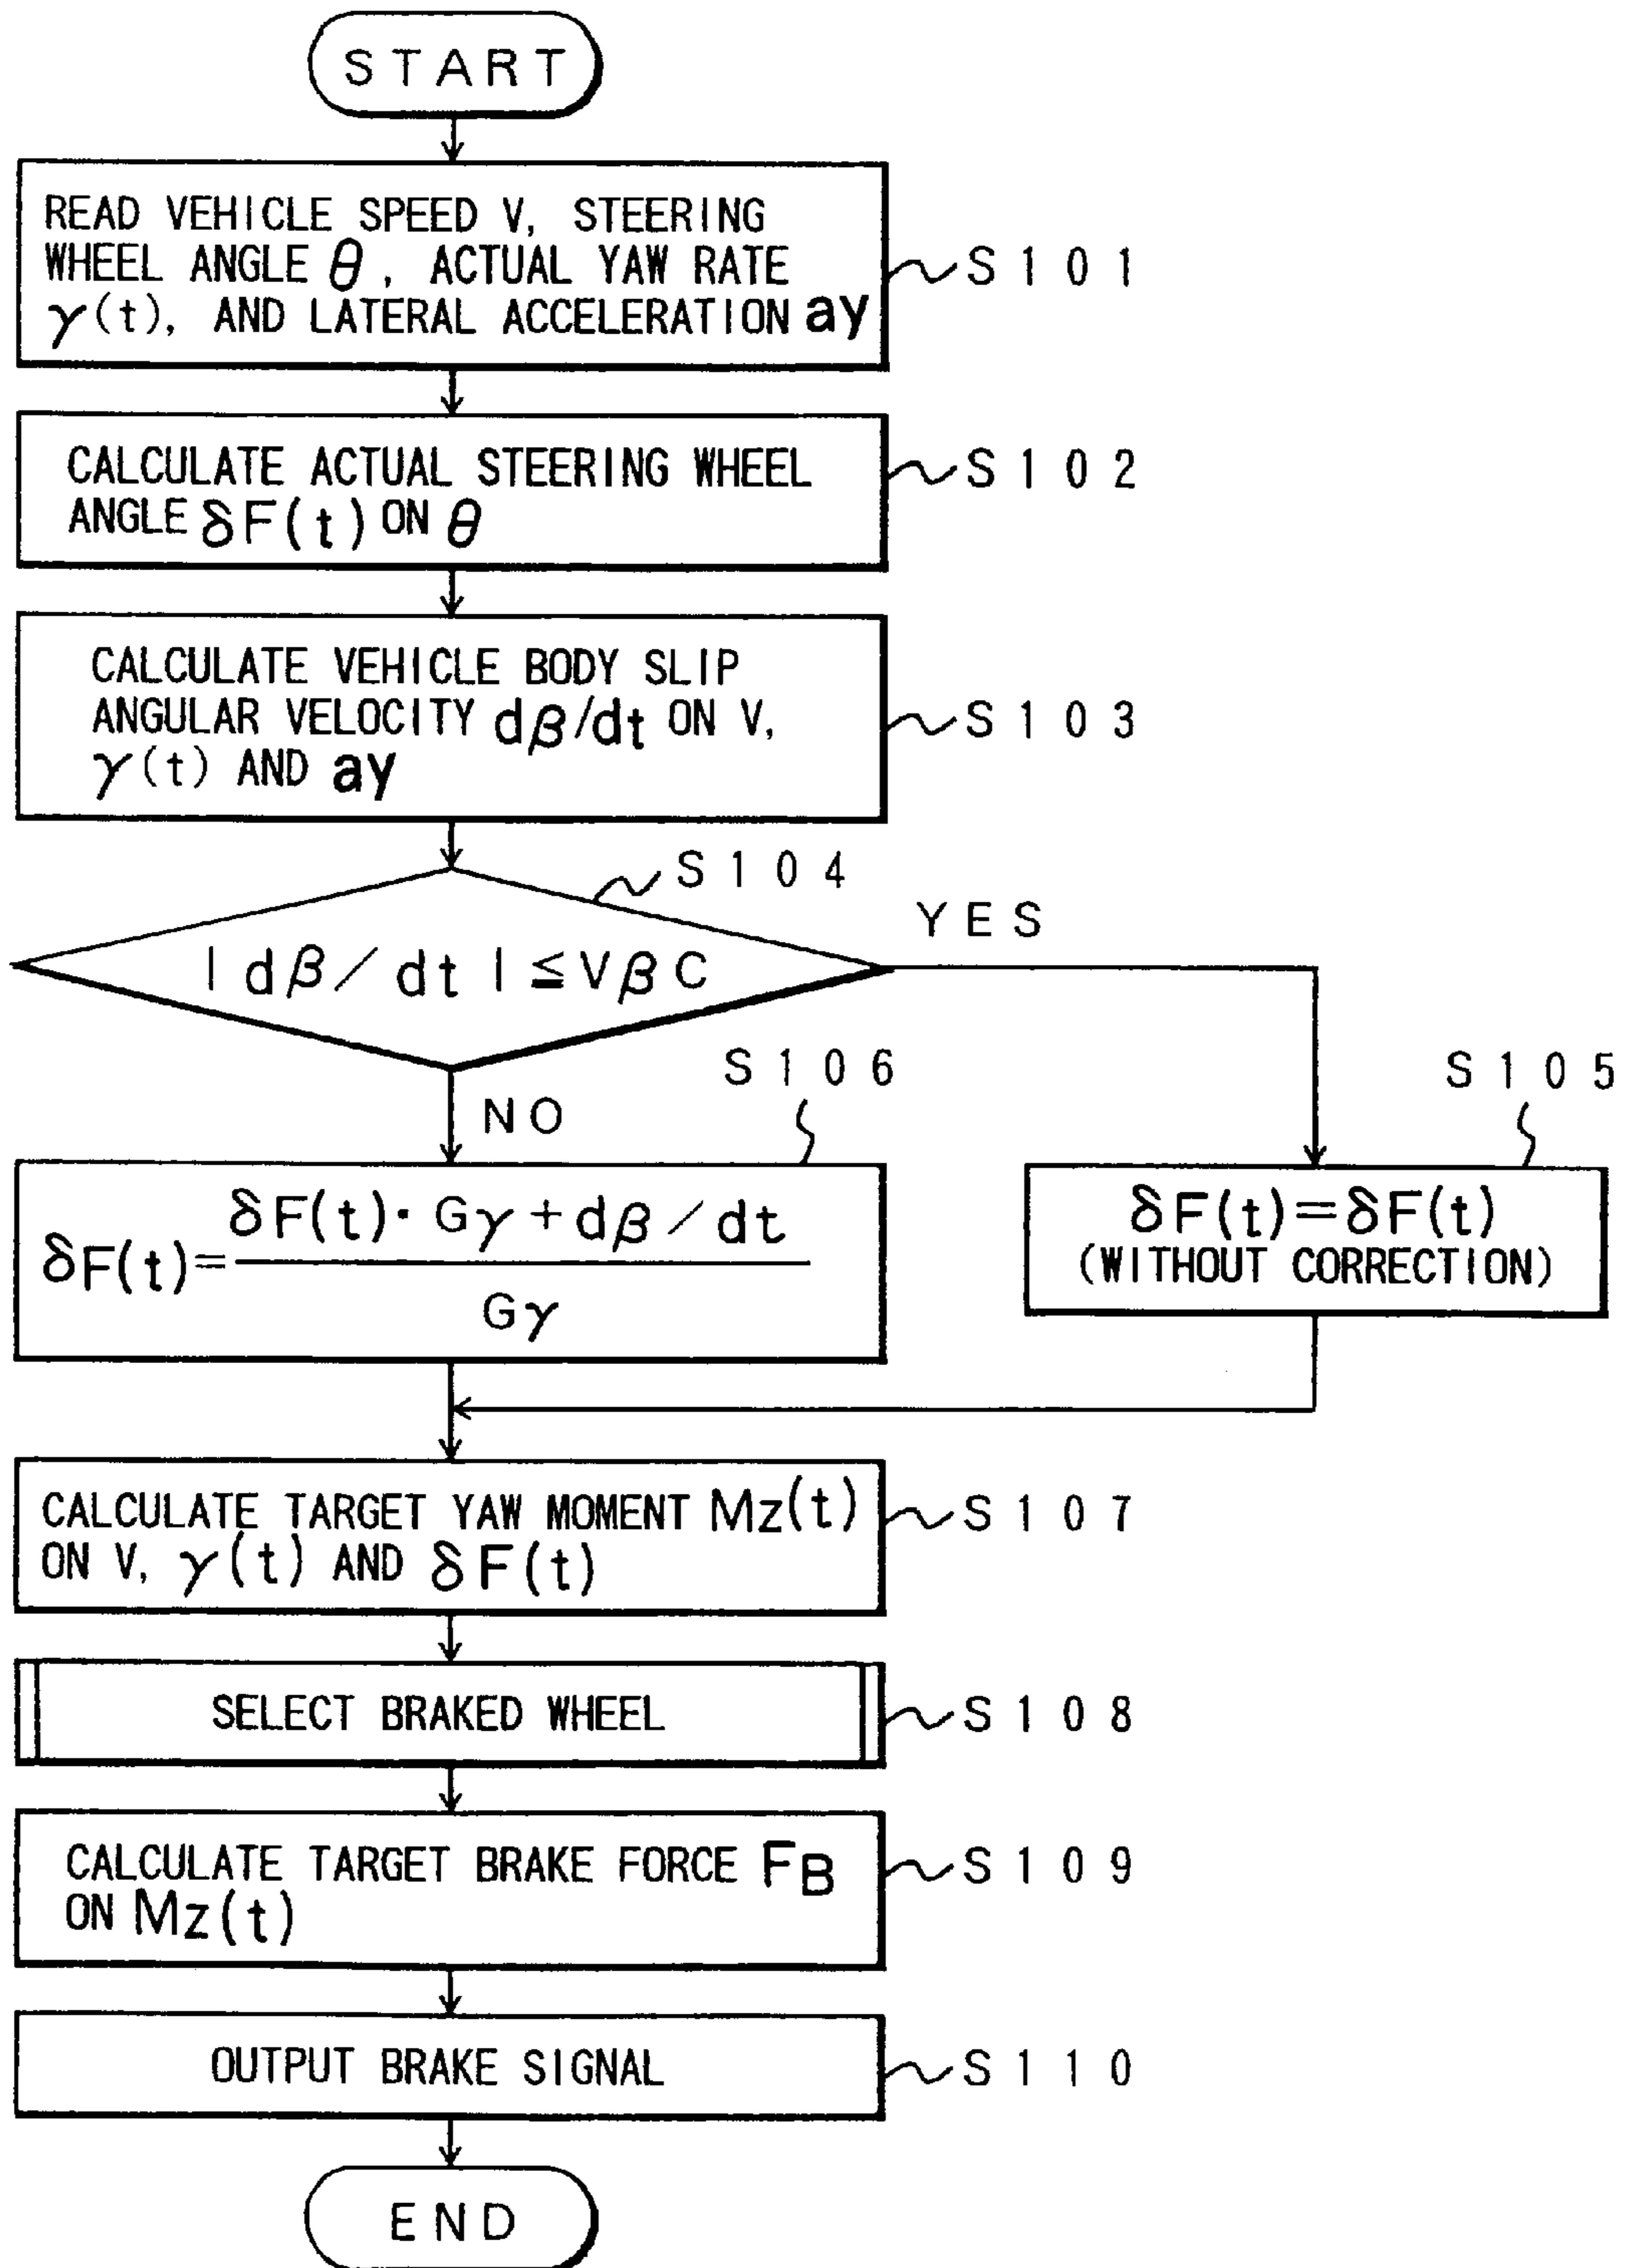 START
READ VEHICLE SPEED V, STEERING
WHEEL ANGLE θ, ACTUAL YAW RATE
γ(t), AND LATERAL ACCELERATION ay
S101
CALCULATE ACTUAL STEERING WHEEL
ANGLE δF(t) ON θ
S102
CALCULATE VEHICLE BODY SLIP
ANGULAR VELOCITY dβ/dt ON V,
γ(t) AND ay
S103
S104
|dβ/dt|≦VβC
YES
NO
S106
δF(t)=
δF(t)・Gγ+dβ/dt
Gγ
S105
δF(t)=δF(t)
(WITHOUT CORRECTION)
CALCULATE TARGET YAW MOMENT Mz(t)
ON V, γ(t) AND δF(t)
S107
SELECT BRAKED WHEEL
S108
CALCULATE TARGET BRAKE FORCE FB
ON Mz(t)
S109
OUTPUT BRAKE SIGNAL
S110
END